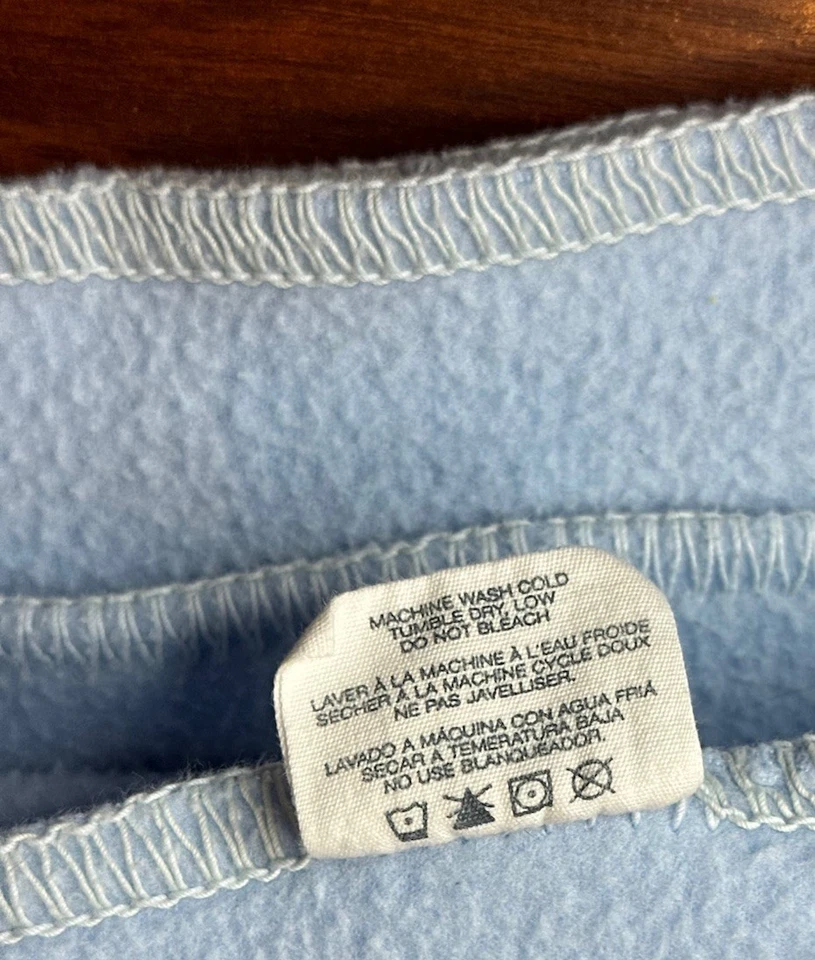 MACHINE WASH COLD
TUMBLE DRY, LOW
DO NOT BLEACH
LAVER À LA MACHINE À L'EAU FROIDE
SÉCHER À LA MACHINE CYCLE DOUX
NE PAS JAVELLISER.
LAVADO A MÁQUINA CON AGUA FRIA
SECAR A TEMERATURA BAJA
NO USE BLANQUEADOR.